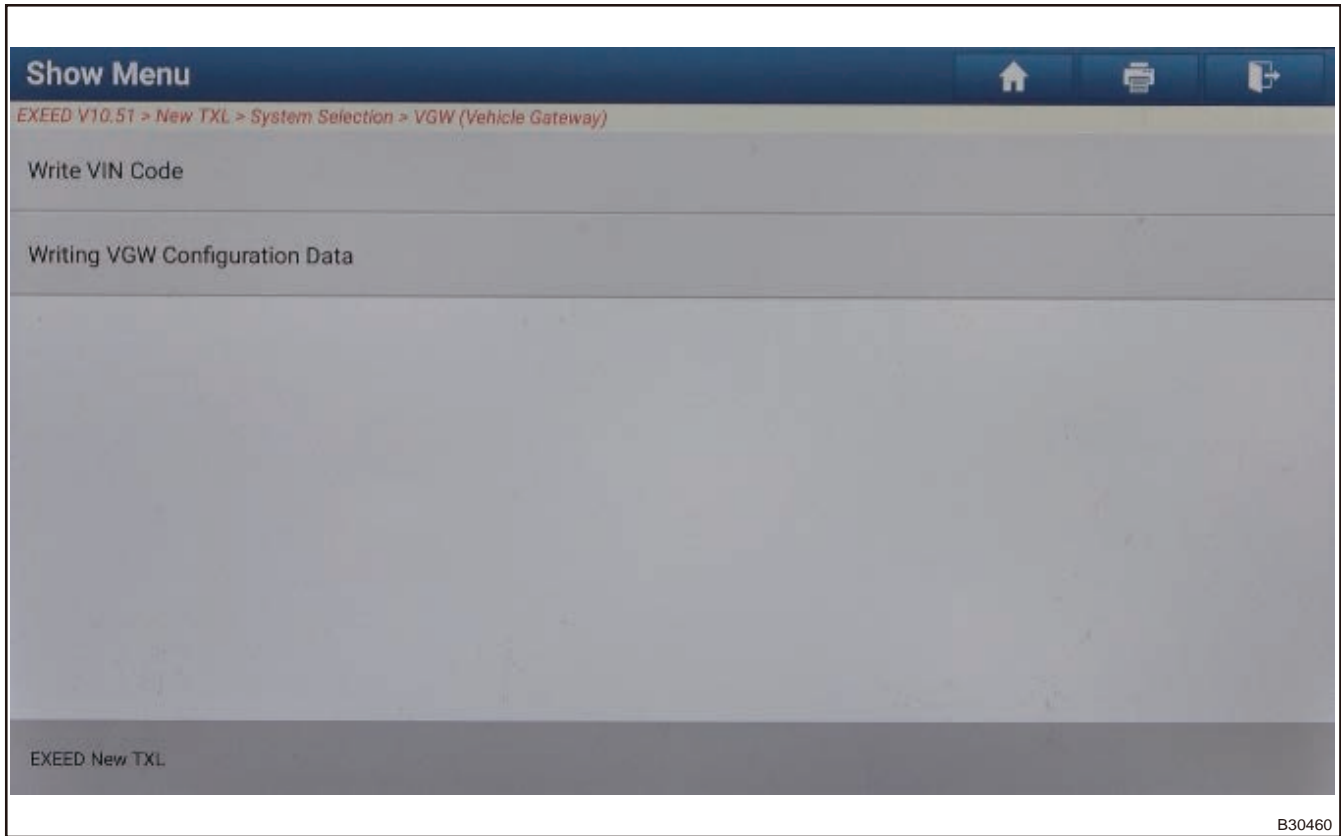 Show Menu
EXEED V10.51 > New TXL > System Selection > VGW (Vehicle Gateway)
Write VIN Code
Writing VGW Configuration Data
EXEED New TXL
B30460